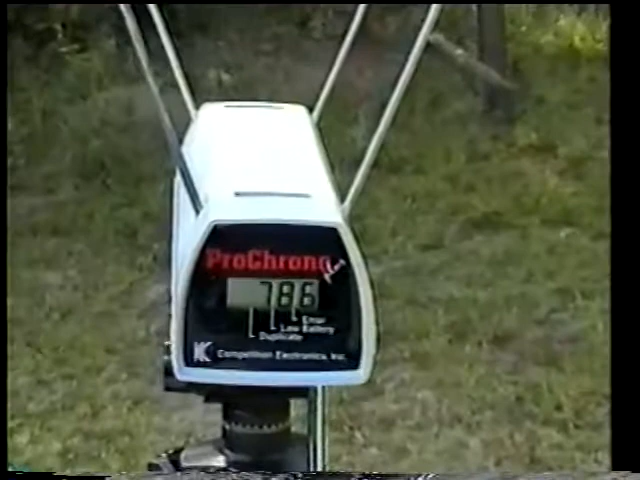 ProChrono
786
Error
Low Battery
Duplicate
Competition Electronics, Inc.